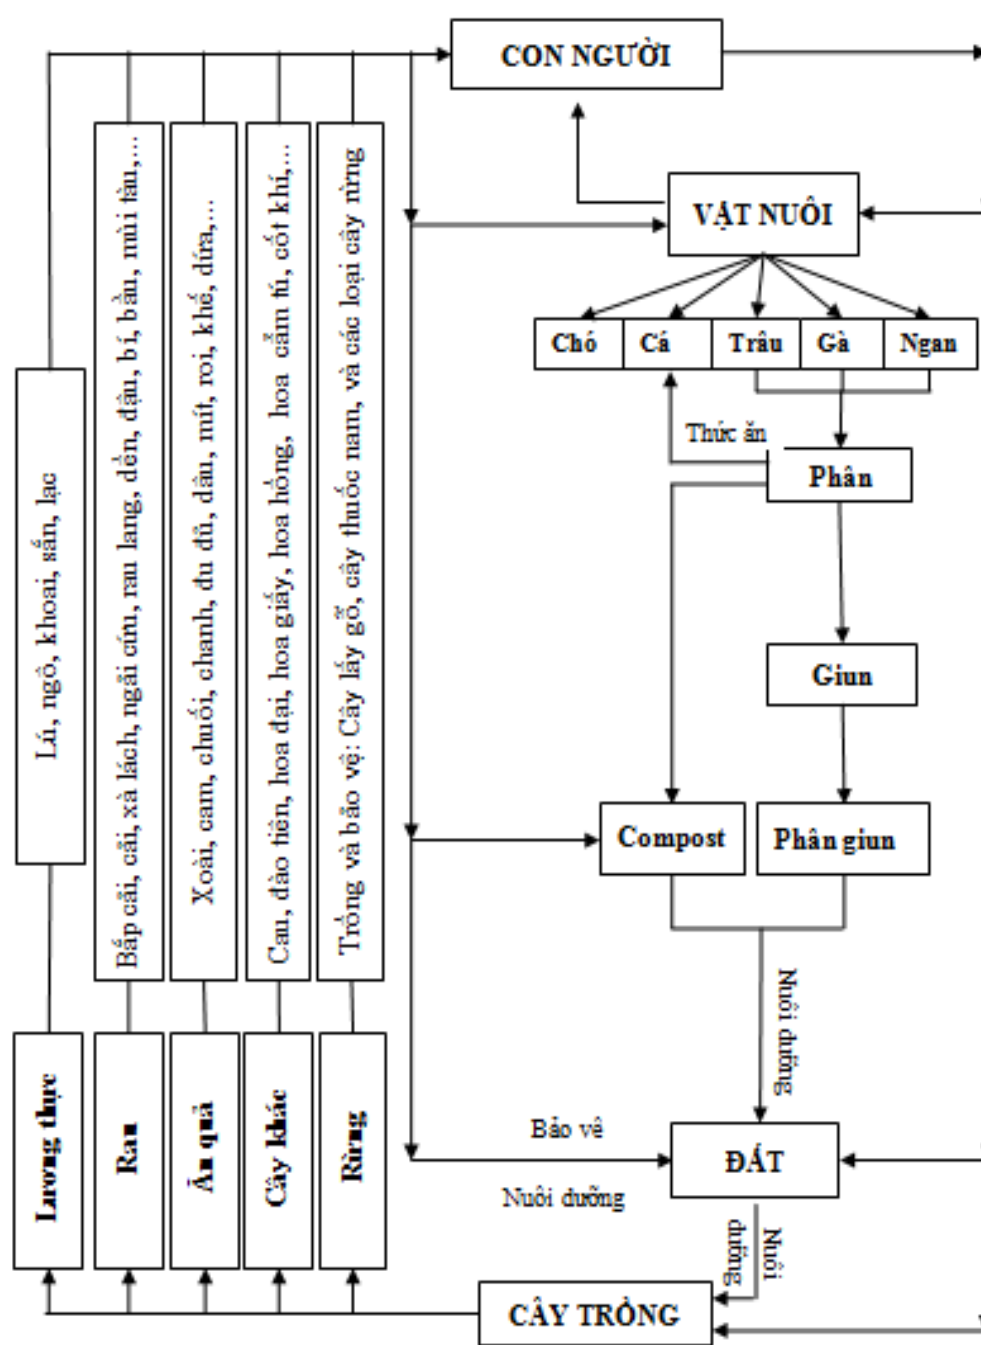 CON NGƯỜI
VẬT NUÔI
Chó
Cá
Trâu
Gà
Ngan
Thức ăn
Phân
Giun
Compost
Phân giun
Nuôi dưỡng
Bảo vê
ĐẤT
Nuôi dưỡng
Nuôi
dưỡng
CÂY TRỒNG
Lú, ngô, khoai, sắn, lạc
Bắp cải, cải, xà lách, ngãi cứu, rau lang, dền, đậu, bí, bầu, mùi tàu,...
Xoài, cam, chuối, chanh, đu đủ, dâu, mít, roi, khế, dứa,...
Cau, đào tiên, hoa đại, hoa giấy, hoa hồng, hoa cẩm tú, cốt khí,...
Trồng và bảo vệ: Cây lấy gỗ, cây thuốc nam, và các loại cây rừng
Lương thực
Rau
Ăn quả
Cây khác
Rừng